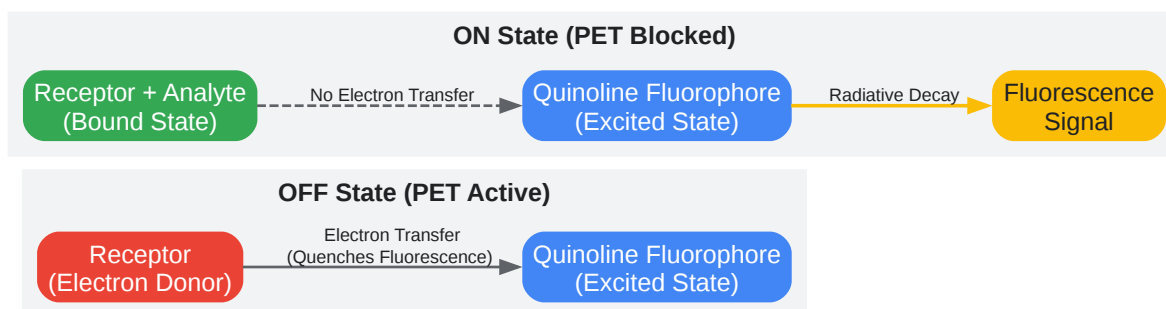 ON State (PET Blocked)
Receptor + Analyte
(Bound State)
No Electron Transfer
Quinoline Fluorophore
(Excited State)
Radiative Decay
Fluorescence
Signal
OFF State (PET Active)
Receptor
(Electron Donor)
Electron Transfer
(Quenches Fluorescence)
Quinoline Fluorophore
(Excited State)